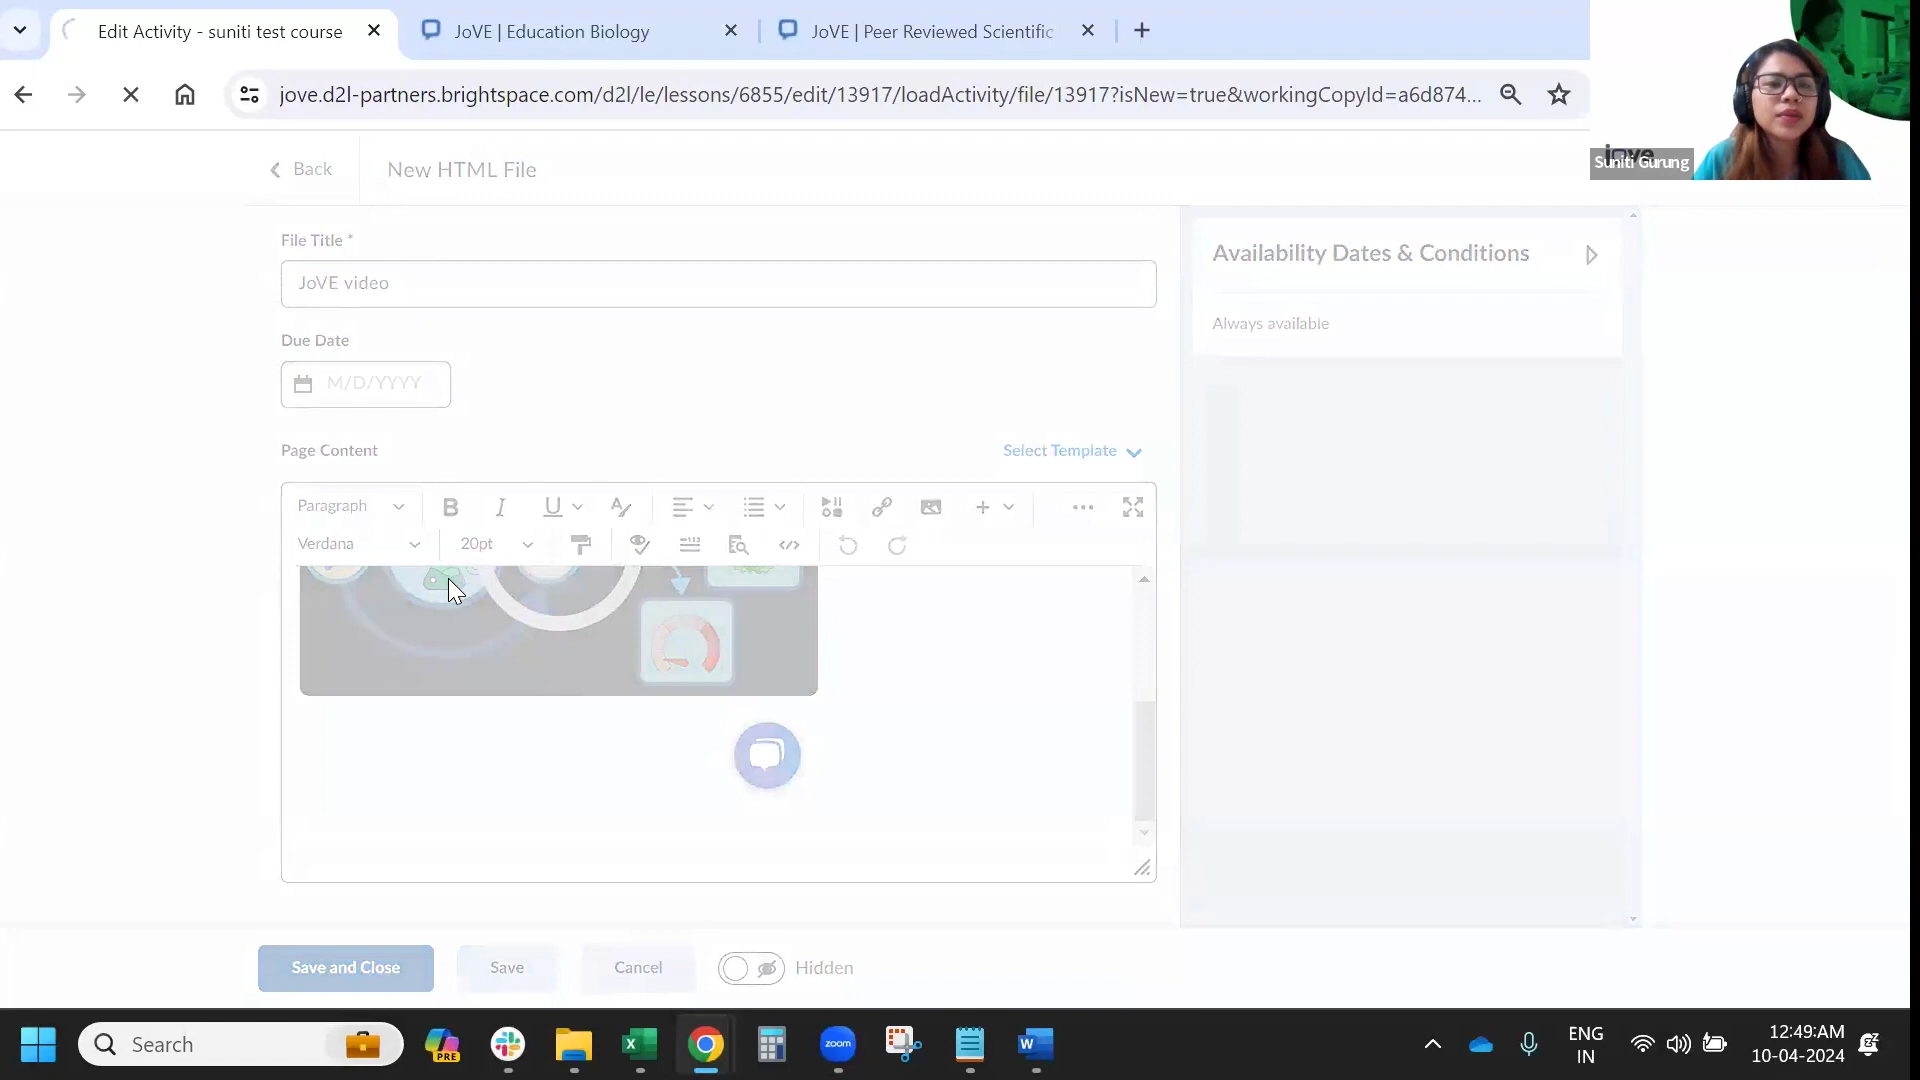 Edit Activity - suniti test course
JoVE | Education Biology
JoVE | Peer Reviewed Scientific
jove.d2l-partners.brightspace.com/d2l/le/lessons/6855/edit/13917/loadActivity/file/13917?isNew=true&workingCopyId=a6d874...
jove
Suniti Gurung
Back
New HTML File
File Title *
JoVE video
Due Date
M/D/YYYY
Page Content
Select Template
Paragraph
B I U
Verdana
20pt
Availability Dates & Conditions
Always available
Save and Close
Save
Cancel
Hidden
Search
PRE
zoom
ENG
IN
12:49:AM
10-04-2024